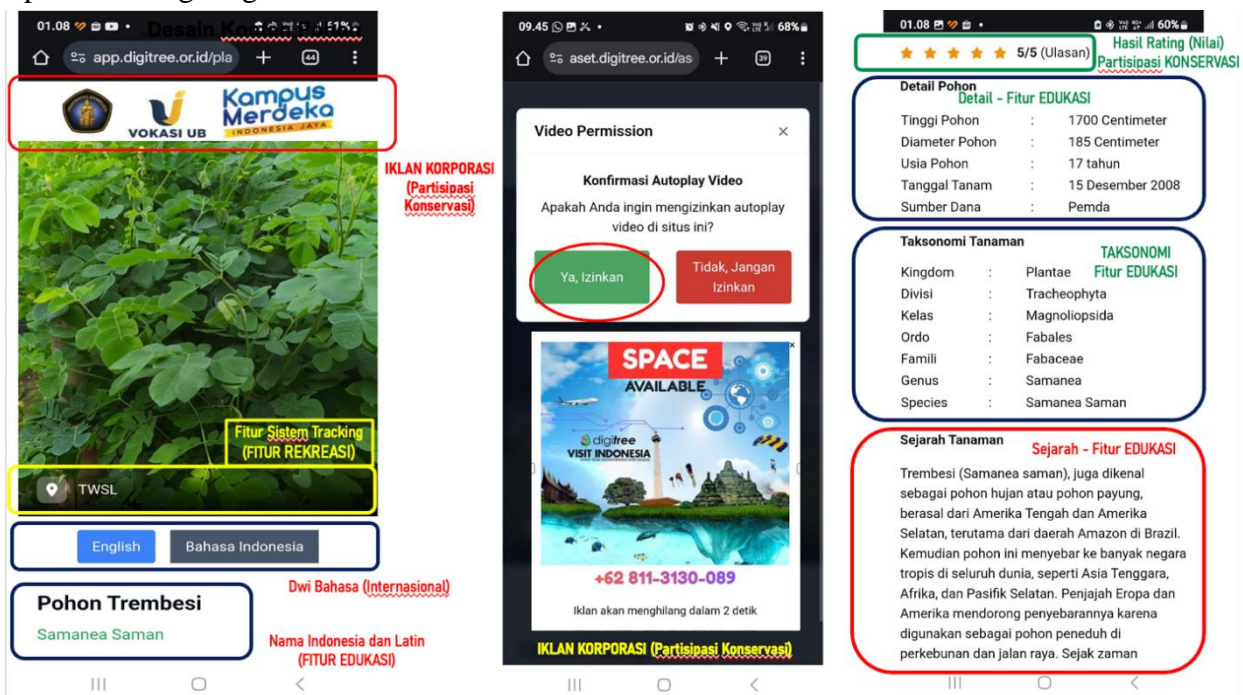 01.08
61%
Desain Konten Pohon
app.digitree.or.id/pla
44
VOKASI UB
Kampus
Merdeka
INDONESIA JAYA
IKLAN KORPORASI
(Partisipasi
Konservasi)
Fitur Sistem Tracking
(FITUR REKREASI)
TWSL
English
Bahasa Indonesia
Dwi Bahasa (Internasional)
Pohon Trembesi
Samanea Saman
Nama Indonesia dan Latin
(FITUR EDUKASI)
09.45
68%
aset.digitree.or.id/as
39
Video Permission
Konfirmasi Autoplay Video
Apakah Anda ingin mengizinkan autoplay
video di situs ini?
Ya, Izinkan
Tidak, Jangan
Izinkan
SPACE
AVAILABLE
digitree
VISIT INDONESIA
+62 811-3130-089
Iklan akan menghilang dalam 2 detik
IKLAN KORPORASI (Partisipasi Konservasi)
01.08
60%
5/5 (Ulasan)
Hasil Rating (Nilai)
Partisipasi KONSERVASI
Detail Pohon
Detail - Fitur EDUKASI
Tinggi Pohon : 1700 Centimeter
Diameter Pohon : 185 Centimeter
Usia Pohon : 17 tahun
Tanggal Tanam : 15 Desember 2008
Sumber Dana : Pemda
Taksonomi Tanaman
TAKSONOMI
Fitur EDUKASI
Kingdom : Plantae
Divisi : Tracheophyta
Kelas : Magnoliopsida
Ordo : Fabales
Famili : Fabaceae
Genus : Samanea
Species : Samanea Saman
Sejarah Tanaman
Sejarah - Fitur EDUKASI
Trembesi (Samanea saman), juga dikenal
sebagai pohon hujan atau pohon payung,
berasal dari Amerika Tengah dan Amerika
Selatan, terutama dari daerah Amazon di Brazil.
Kemudian pohon ini menyebar ke banyak negara
tropis di seluruh dunia, seperti Asia Tenggara,
Afrika, dan Pasifik Selatan. Penjajah Eropa dan
Amerika mendorong penyebarannya karena
digunakan sebagai pohon peneduh di
perkebunan dan jalan raya. Sejak zaman